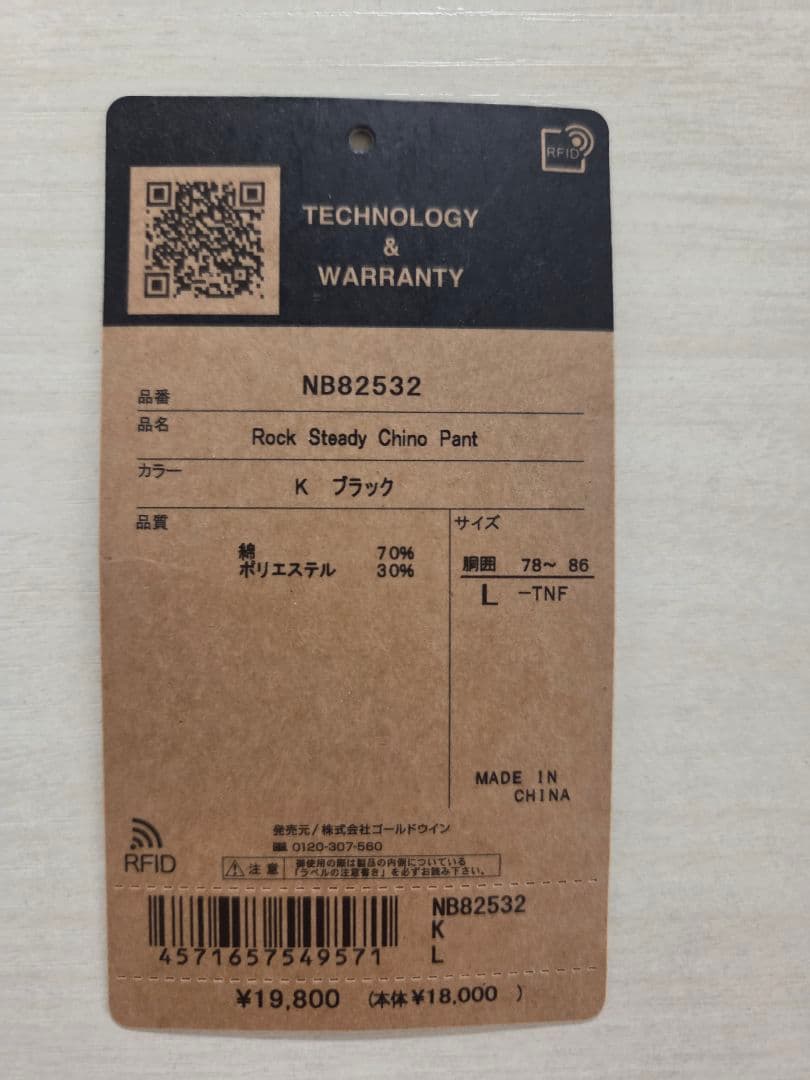 RFID
TECHNOLOGY
&
WARRANTY
品番 NB82532
品名 Rock Steady Chino Pant
カラー K ブラック
品質
綿 70%
ポリエステル 30%
サイズ
胴囲 78〜 86
L -TNF
MADE IN
CHINA
RFID
発売元/株式会社ゴールドウイン
0120-307-560
注意
御使用の際は製品の内側についている
「ラベルの注意書き」を必ずお読み下さい。
4571657549571
NB82532
K
L
¥19,800 (本体¥18,000 )